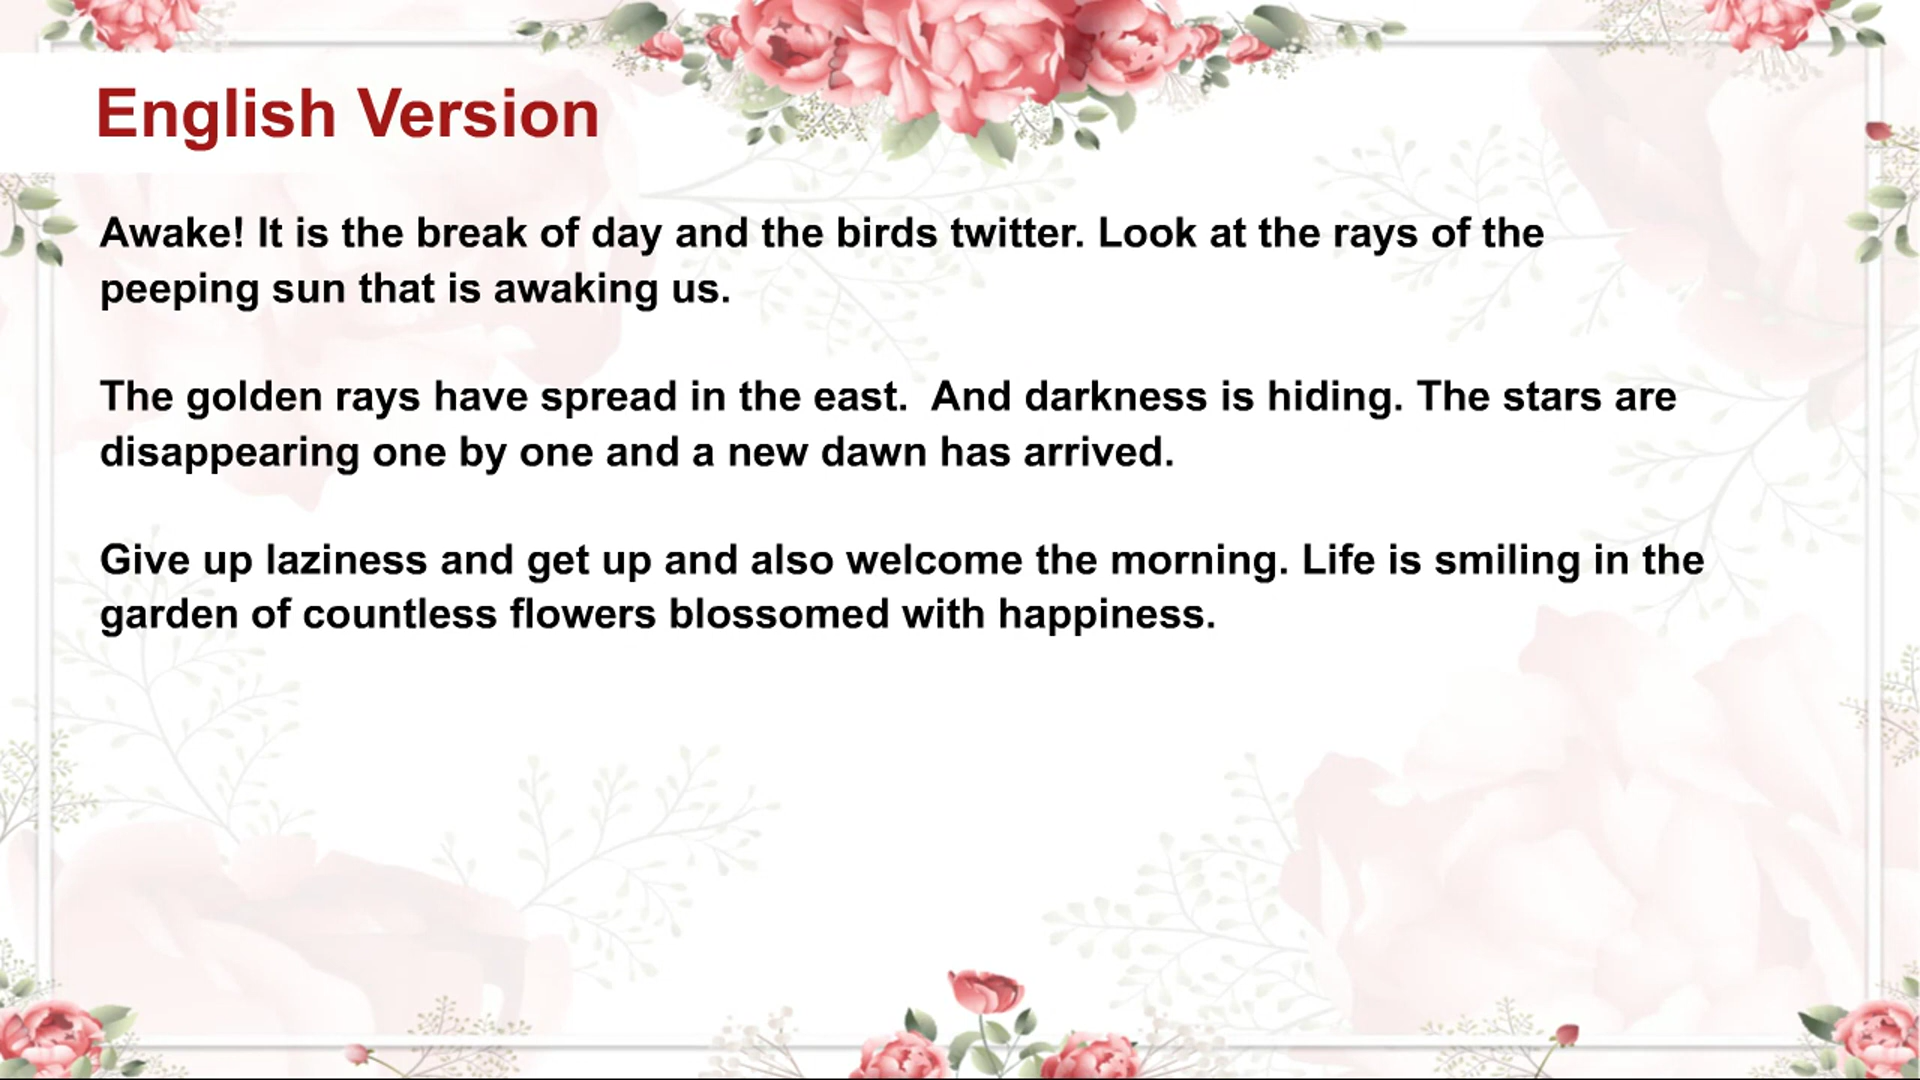 English Version
Awake! It is the break of day and the birds twitter. Look at the rays of the
peeping sun that is awaking us.
The golden rays have spread in the east.  And darkness is hiding. The stars are
disappearing one by one and a new dawn has arrived.
Give up laziness and get up and also welcome the morning. Life is smiling in the
garden of countless flowers blossomed with happiness.